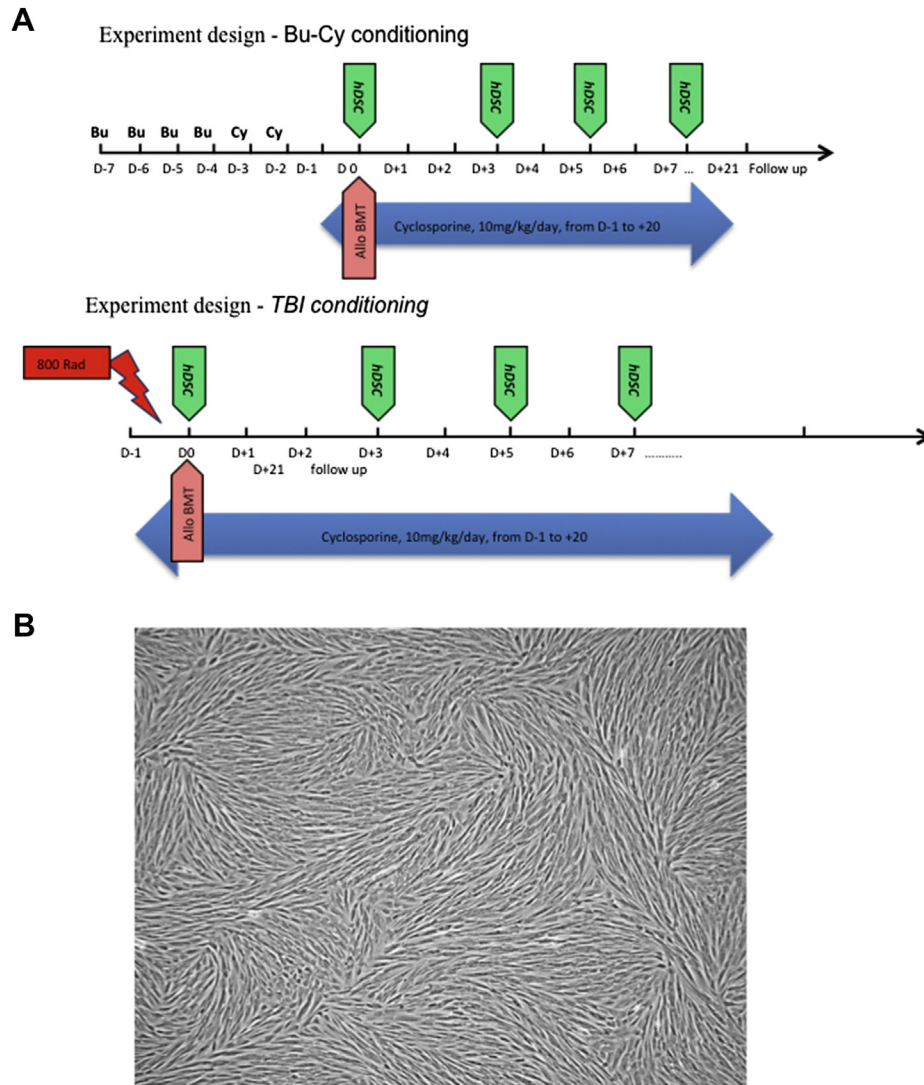 A
Experiment design - Bu-Cy conditioning
hDSC hDSC hDSC hDSC
Bu Bu Bu Bu Cy Cy
D-7 D-6 D-5 D-4 D-3 D-2 D-1 D 0 D+1 D+2 D+3 D+4 D+5 D+6 D+7 ... D+21 Follow up
Allo BMT
Cyclosporine, 10mg/kg/day, from D-1 to +20
Experiment design - TBI conditioning
800 Rad
hDSC hDSC hDSC hDSC
D-1 D0 D+1 D+2 D+3 D+4 D+5 D+6 D+7 ...........
D+21 follow up
Allo BMT
Cyclosporine, 10mg/kg/day, from D-1 to +20
B